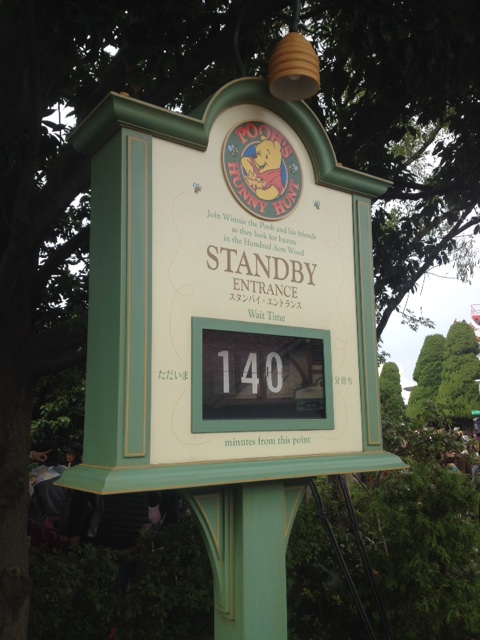 POOH'S
HUNNY HUNT
Join Winnie the Pooh and his friends
as they look for hunny
in the Hundred Acre Wood
STANDBY
ENTRANCE
スタンバイ・エントランス
Wait Time
ただいま 140 分待ち
minutes from this point